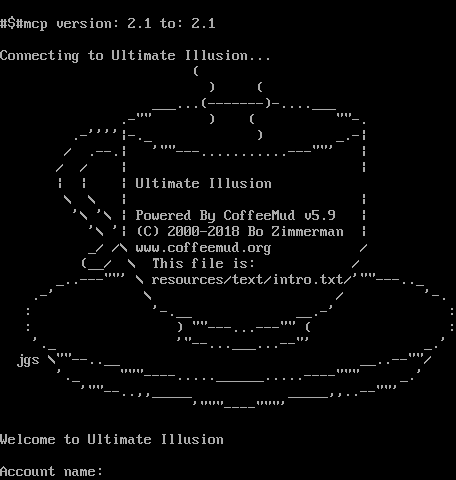 #$#mcp version: 2.1 to: 2.1
Connecting to Ultimate Illusion...
Ultimate Illusion
Powered By CoffeeMud v5.9
(C) 2000-2018 Bo Zimmerman
www.coffeemud.org
This file is:
resources/text/intro.txt
jgs
Welcome to Ultimate Illusion
Account name: